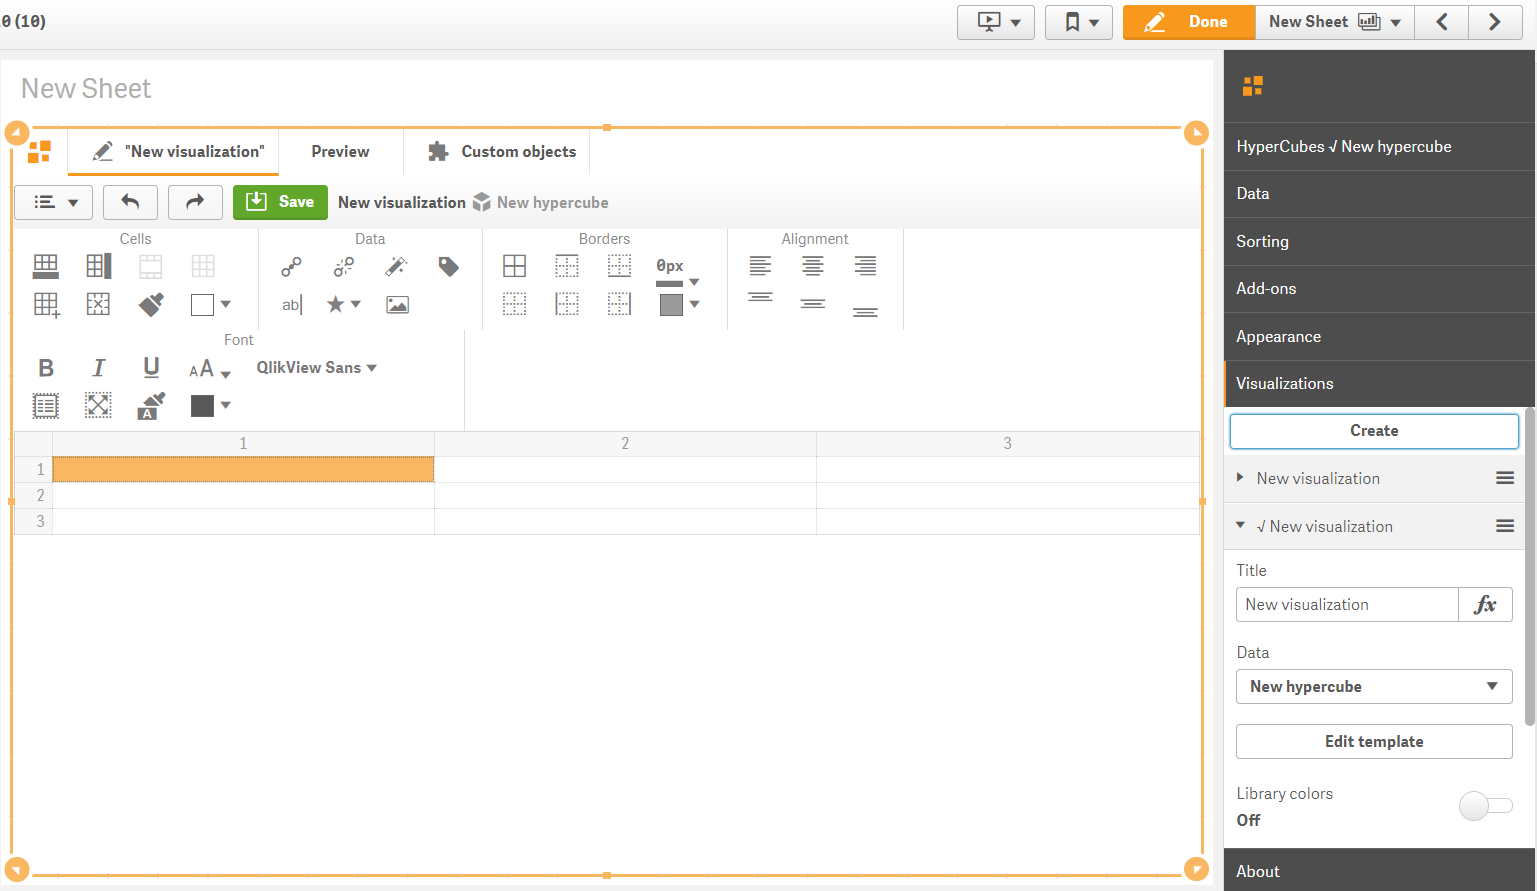 0 (10)
Done
New Sheet
New Sheet
"New visualization"
Preview
Custom objects
Save
New visualization
New hypercube
Cells
Data
Borders
Alignment
0px
ab
Font
B I U AA QlikView Sans
A
1 2 3
1
2
3
HyperCubes √ New hypercube
Data
Sorting
Add-ons
Appearance
Visualizations
Create
New visualization
√ New visualization
Title
New visualization
fx
Data
New hypercube
Edit template
Library colors
Off
About